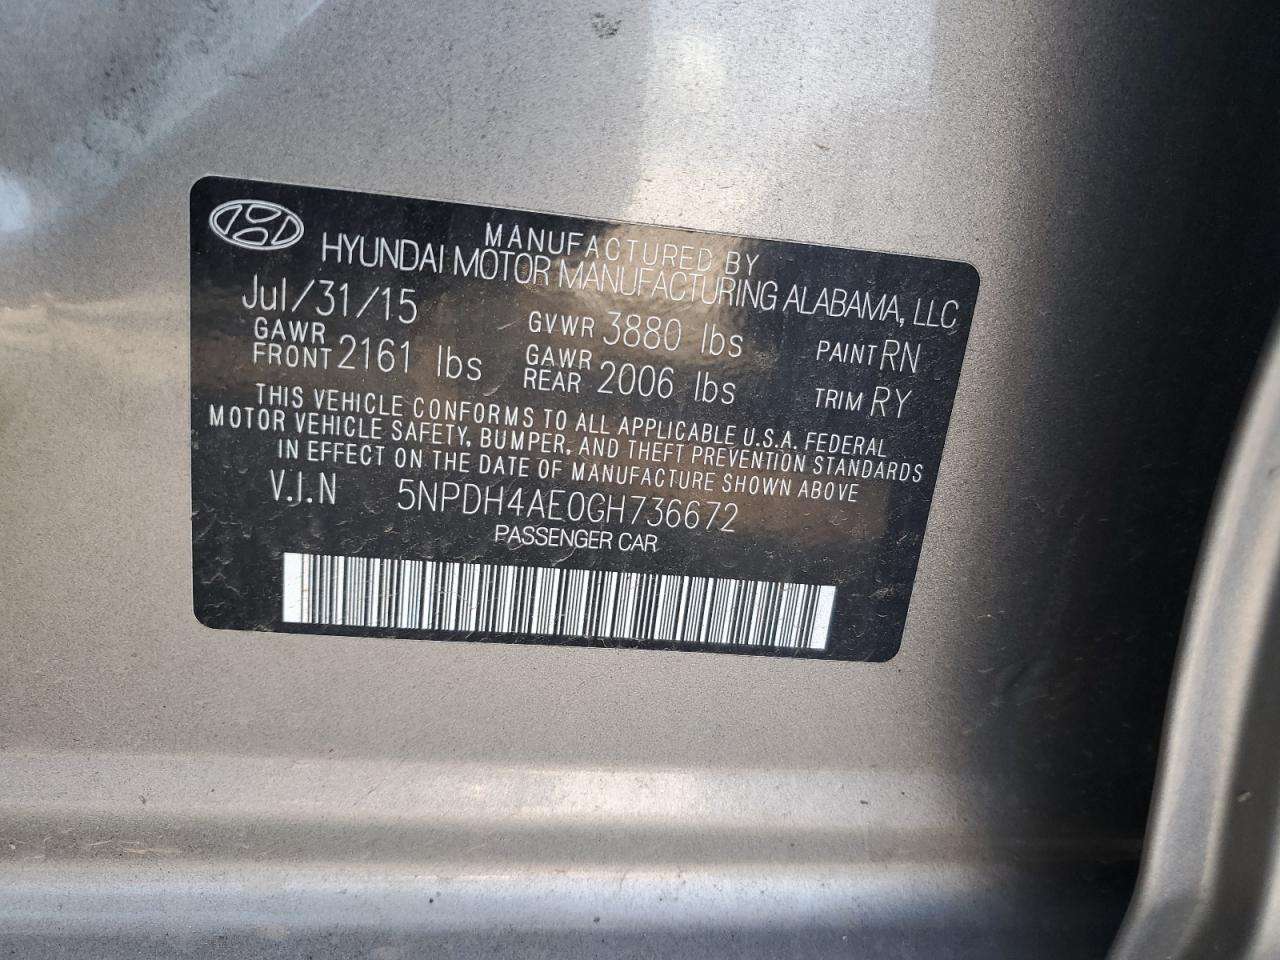 MANUFACTURED BY
HYUNDAI MOTOR MANUFACTURING ALABAMA, LLC
Jul/31/15 GVWR 3880 lbs PAINT RN
GAWR FRONT 2161 lbs GAWR REAR 2006 lbs TRIM RY
THIS VEHICLE CONFORMS TO ALL APPLICABLE U.S.A. FEDERAL
MOTOR VEHICLE SAFETY, BUMPER, AND THEFT PREVENTION STANDARDS
IN EFFECT ON THE DATE OF MANUFACTURE SHOWN ABOVE
V.I.N 5NPDH4AE0GH736672
PASSENGER CAR